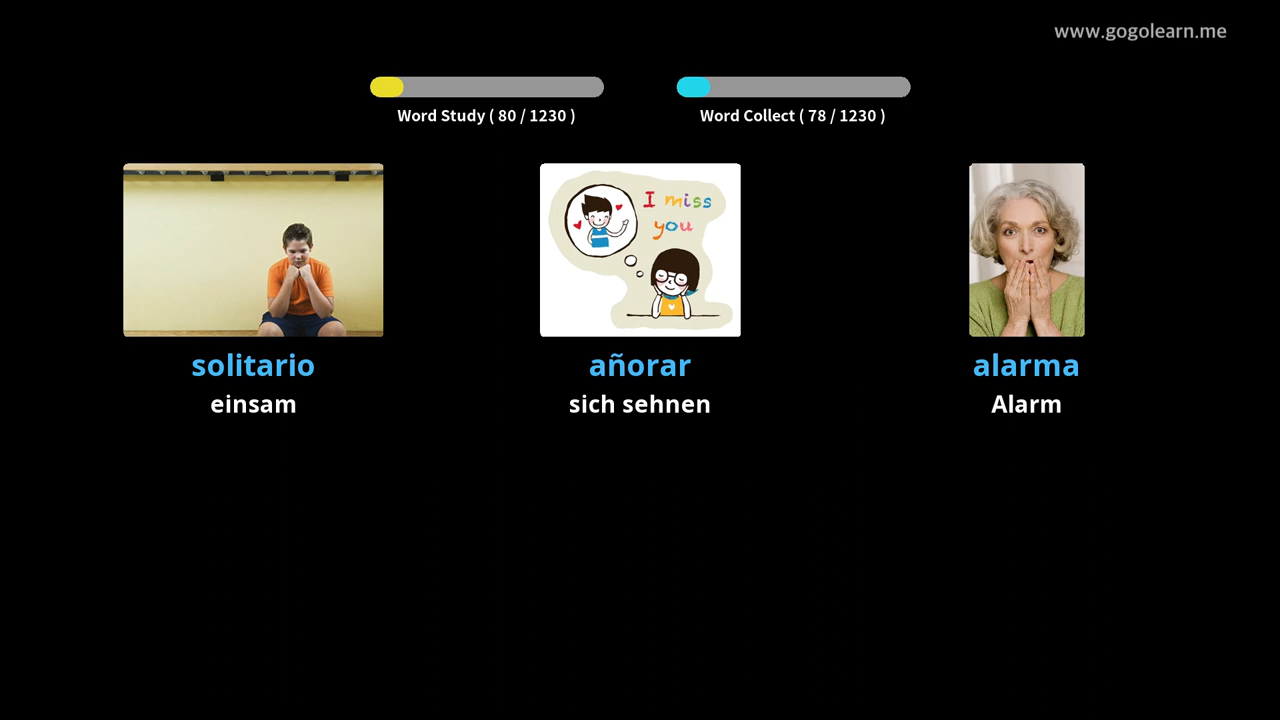 www.gogolearn.me
Word Study ( 80 / 1230 )
Word Collect ( 78 / 1230 )
I miss
you
solitario
einsam
añorar
sich sehnen
alarma
Alarm